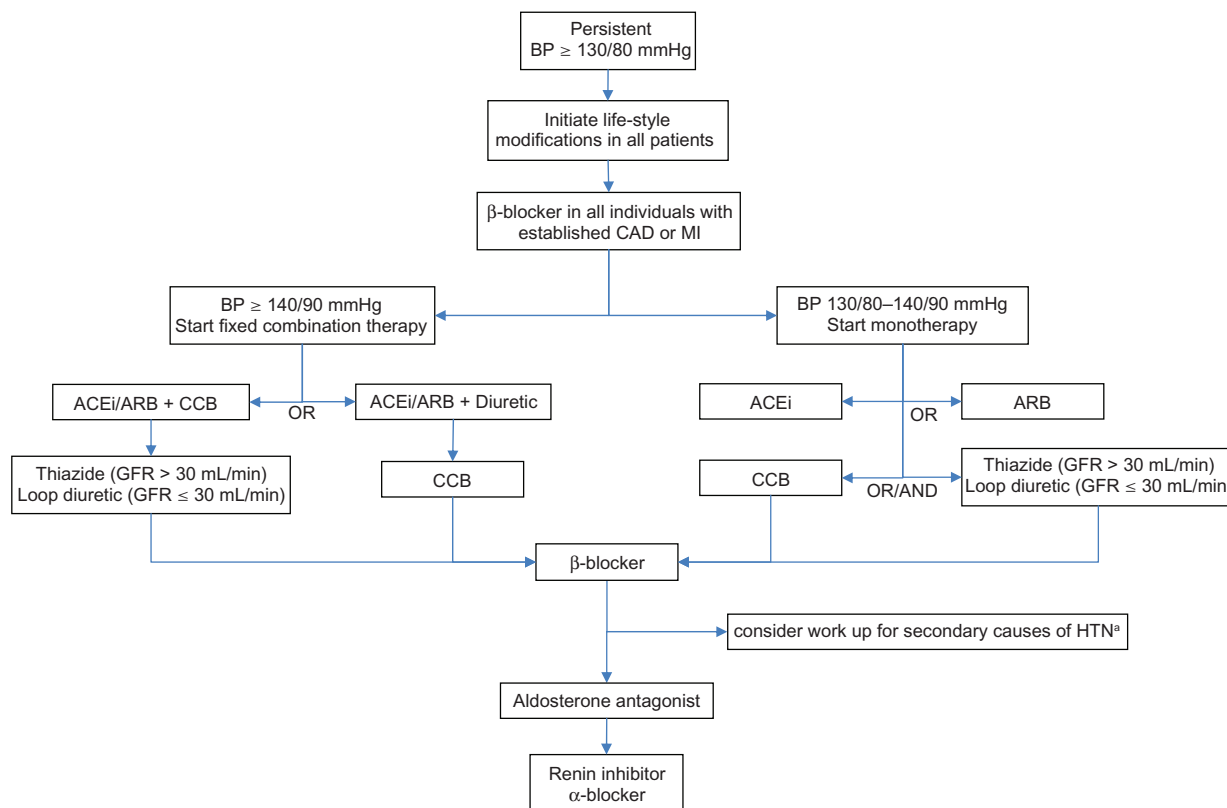 Persistent
BP ≥ 130/80 mmHg
Initiate life-style
modifications in all patients
β-blocker in all individuals with
established CAD or MI
BP ≥ 140/90 mmHg
Start fixed combination therapy
BP 130/80–140/90 mmHg
Start monotherapy
ACEi/ARB + CCB
OR
ACEi/ARB + Diuretic
ACEi
OR
ARB
Thiazide (GFR > 30 mL/min)
Loop diuretic (GFR ≤ 30 mL/min)
CCB
CCB
OR/AND
Thiazide (GFR > 30 mL/min)
Loop diuretic (GFR ≤ 30 mL/min
β-blocker
consider work up for secondary causes of HTNᵃ
Aldosterone antagonist
Renin inhibitor
α-blocker